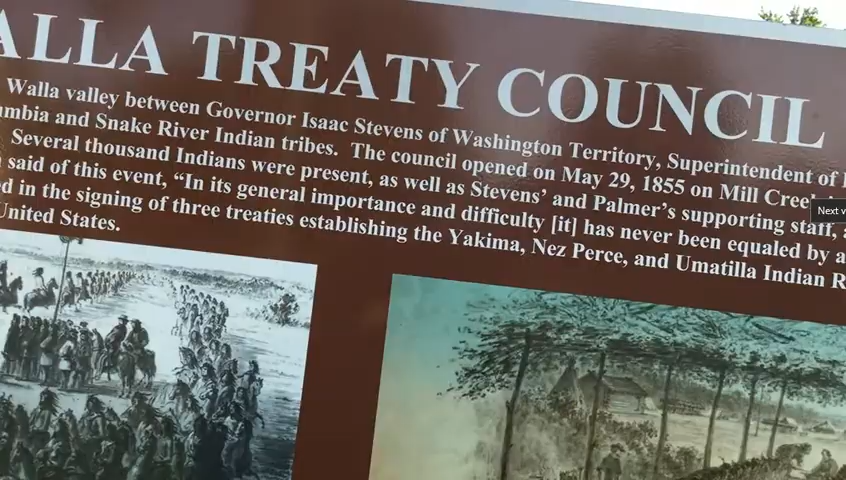 ALLA TREATY COUNCIL
Walla valley between Governor Isaac Stevens of Washington Territory, Superintendent of
mbia and Snake River Indian tribes. The council opened on May 29, 1855 on Mill Cree
Several thousand Indians were present, as well as Stevens' and Palmer's supporting staff,
said of this event, "In its general importance and difficulty [it] has never been equaled by a
ed in the signing of three treaties establishing the Yakima, Nez Perce, and Umatilla Indian R
United States.
Next v